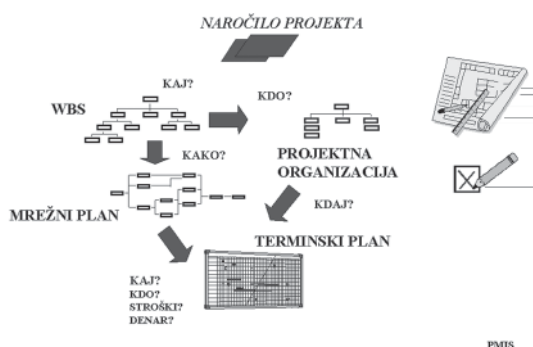 NAROČILO PROJEKTA
KAJ?
WBS
KDO?
KAKO?
PROJEKTNA
ORGANIZACIJA
MREŽNI PLAN
KDAJ?
TERMINSKI PLAN
KAJ?
KDO?
STROŠKI?
DENAR?
PMIS